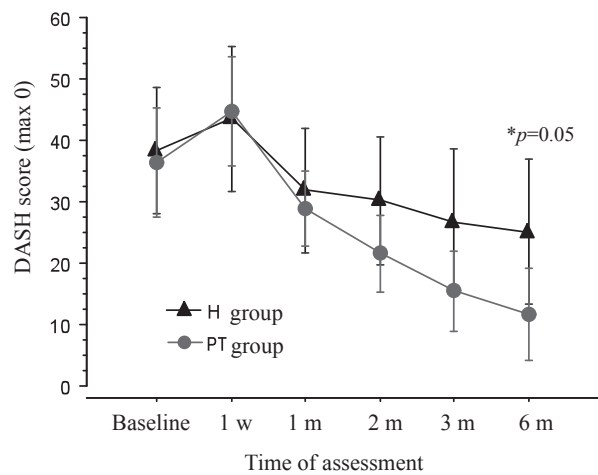 60
50
40
30
20
10
0
DASH score (max 0)
*p=0.05
H group
PT group
Baseline 1 w 1 m 2 m 3 m 6 m
Time of assessment